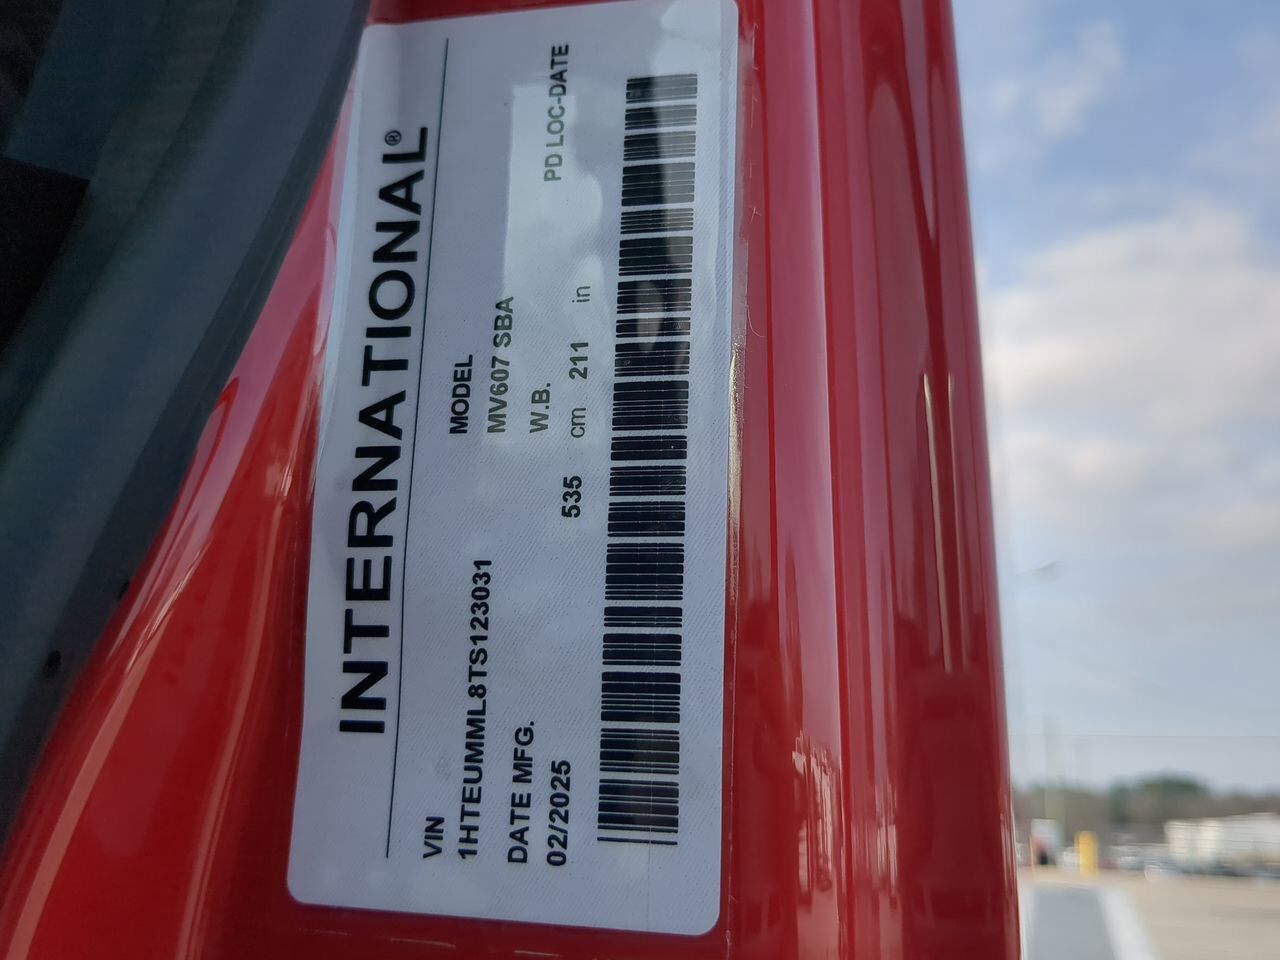 INTERNATIONAL®
VIN
1HTEUMML8TS123031
MODEL
DATE MFG.
MV607 SBA
02/2025
W.B.
PD LOC-DATE
535 cm 211 in